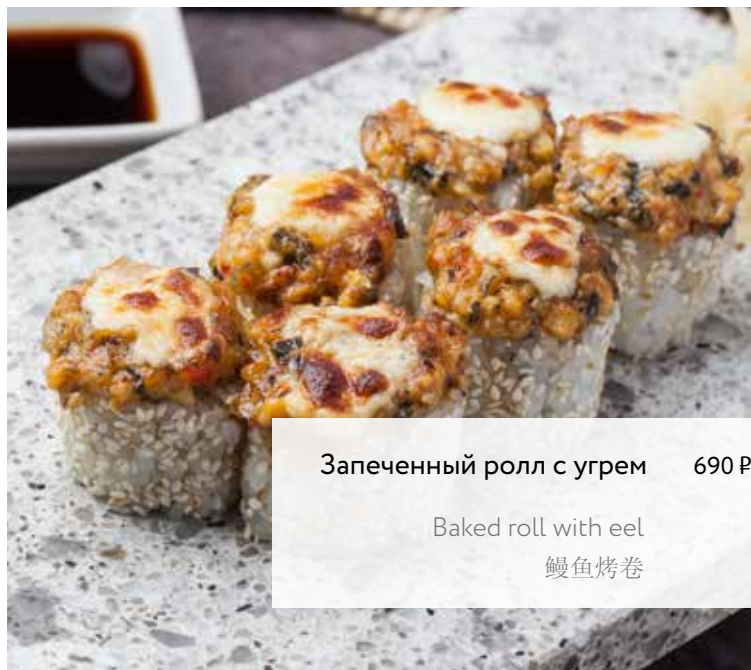 Запеченный ролл с угрем 690 ₽
Baked roll with eel
鳗鱼烤卷